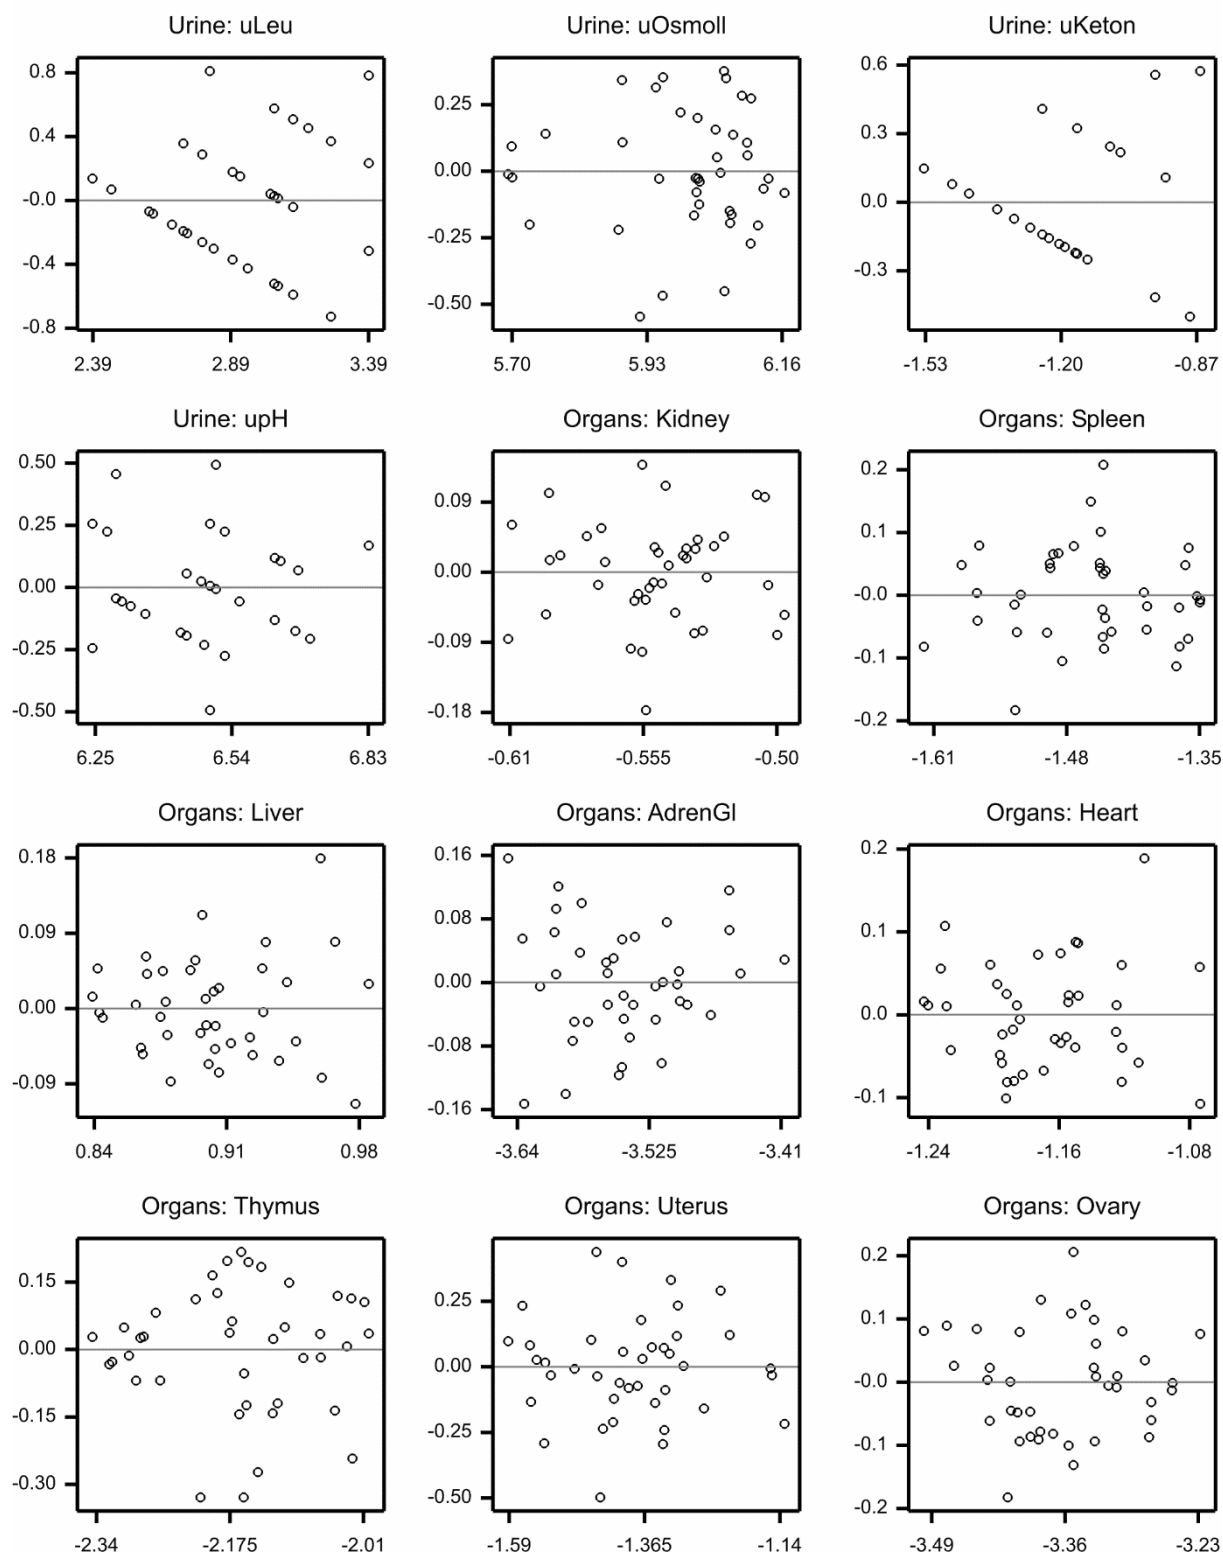 Urine: uLeu
0.8
0.4
-0.0
-0.4
-0.8
2.39 2.89 3.39
Urine: uOsmoll
0.25
0.00
-0.25
-0.50
5.70 5.93 6.16
Urine: uKeton
0.6
0.3
0.0
-0.3
-1.53 -1.20 -0.87
Urine: upH
0.50
0.25
0.00
-0.25
-0.50
6.25 6.54 6.83
Organs: Kidney
0.09
0.00
-0.09
-0.18
-0.61 -0.555 -0.50
Organs: Spleen
0.2
0.1
-0.0
-0.1
-0.2
-1.61 -1.48 -1.35
Organs: Liver
0.18
0.09
0.00
-0.09
0.84 0.91 0.98
Organs: AdrenGl
0.16
0.08
0.00
-0.08
-0.16
-3.64 -3.525 -3.41
Organs: Heart
0.2
0.1
0.0
-0.1
-1.24 -1.16 -1.08
Organs: Thymus
0.15
0.00
-0.15
-0.30
-2.34 -2.175 -2.01
Organs: Uterus
0.25
0.00
-0.25
-0.50
-1.59 -1.365 -1.14
Organs: Ovary
0.2
0.1
-0.0
-0.1
-0.2
-3.49 -3.36 -3.23